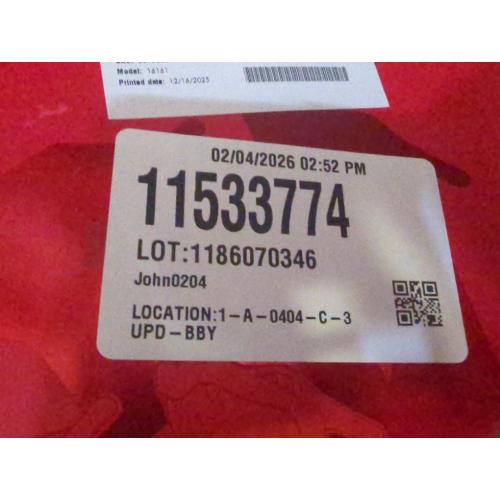 Model: 16161
Printed date: 12/16/2025
02/04/2026 02:52 PM
11533774
LOT:1186070346
John0204
LOCATION:1-A-0404-C-3
UPD-BBY